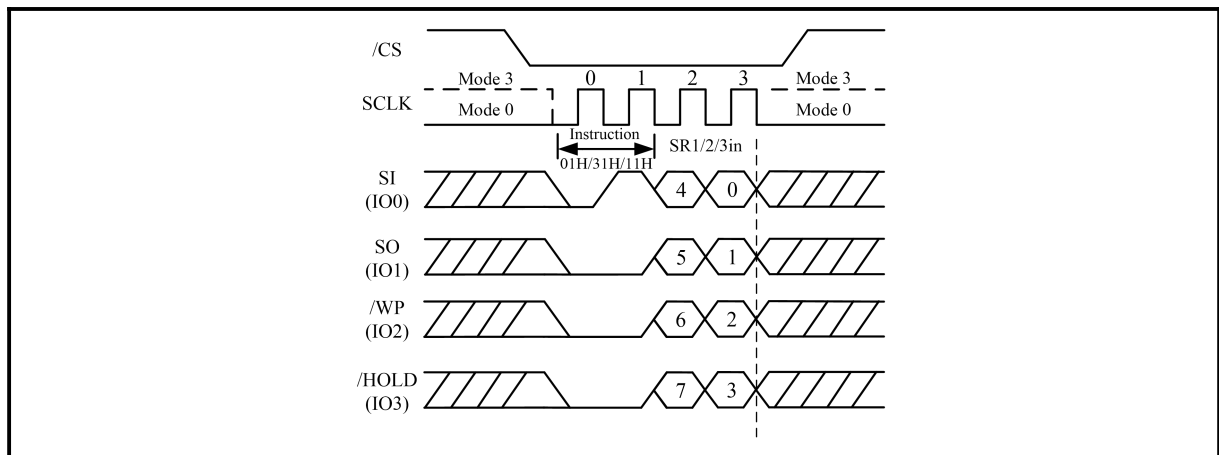 /CS
Mode 3 0 1 2 3 Mode 3
SCLK
Mode 0 Mode 0
Instruction SR1/2/3in
01H/31H/11H
SI
(IO0)
4 0
SO
(IO1)
5 1
/WP
(IO2)
6 2
/HOLD
(IO3)
7 3